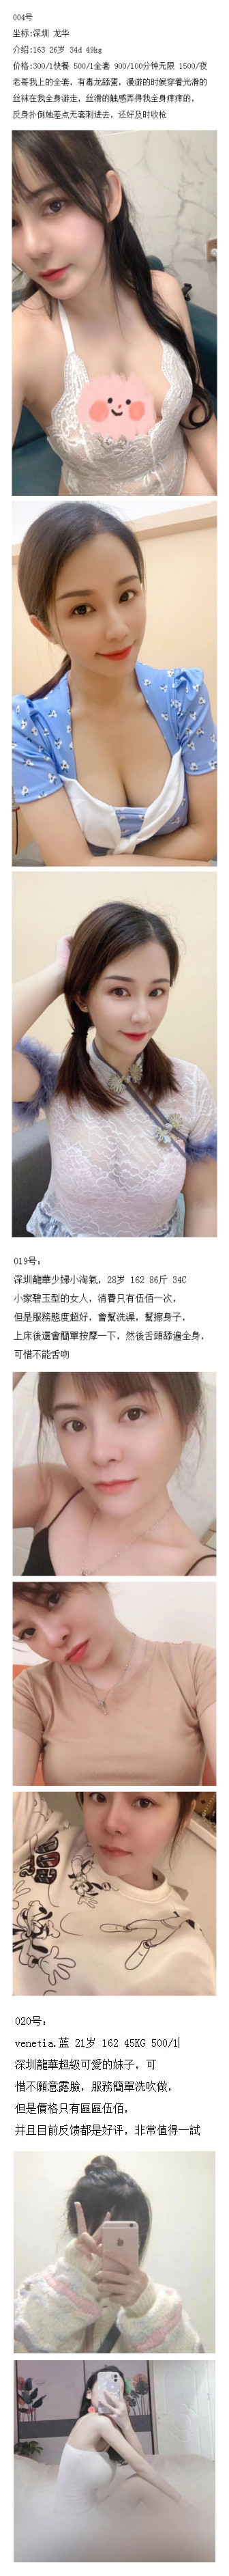 004号
坐标:深圳 龙华
介绍:163 26岁 34d 49kg
价格:300/1快餐 500/1全套 900/100分钟无限 1500/夜
老哥我上的全套，有毒龙舔蛋，漫游的时候穿着光滑的
丝袜在我全身游走，丝滑的触感弄得我全身痒痒的，
反身扑倒她差点无套刺进去，还好及时收枪
019号：
深圳龍華少婦小淘氣，28岁 162 86斤 34C
小家碧玉型的女人，消費只有伍佰一次，
但是服務態度超好，會幫洗澡，幫擦身子，
上床後還會簡單按摩一下，然後舌頭舔遍全身，
可惜不能舌吻
020号：
venetia.蓝 21岁 162 45KG 500/1
深圳龍華超級可愛的妹子，可
惜不願意露臉，服務簡單洗吹做，
但是價格只有區區伍佰，
并且目前反馈都是好评，非常值得一試